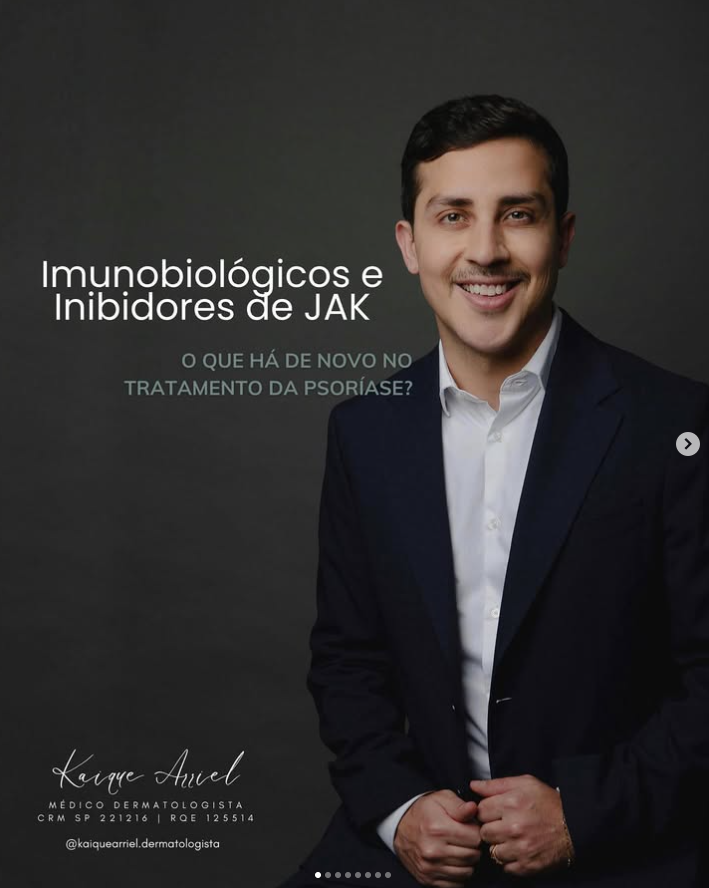 Imunobiológicos e
Inibidores de JAK
O QUE HÁ DE NOVO NO
TRATAMENTO DA PSORÍASE?
Kaique Arriel
MÉDICO DERMATOLOGISTA
CRM SP 221216 | RQE 125514
@kaiquearriel.dermatologista